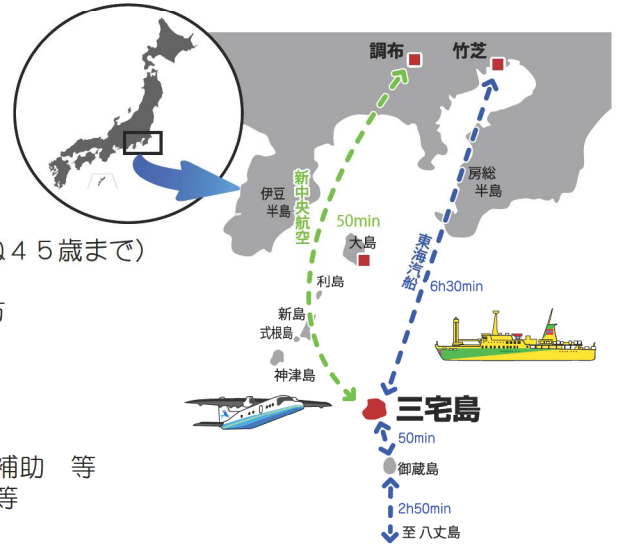 調布
竹芝
房総
半島
伊豆
半島
新中央航空
50min
大島
東海汽船
6h30min
４５歳まで）
利島
新島
式根島
神津島
三宅島
50min
補助　等
御蔵島
等
2h50min
至 八丈島